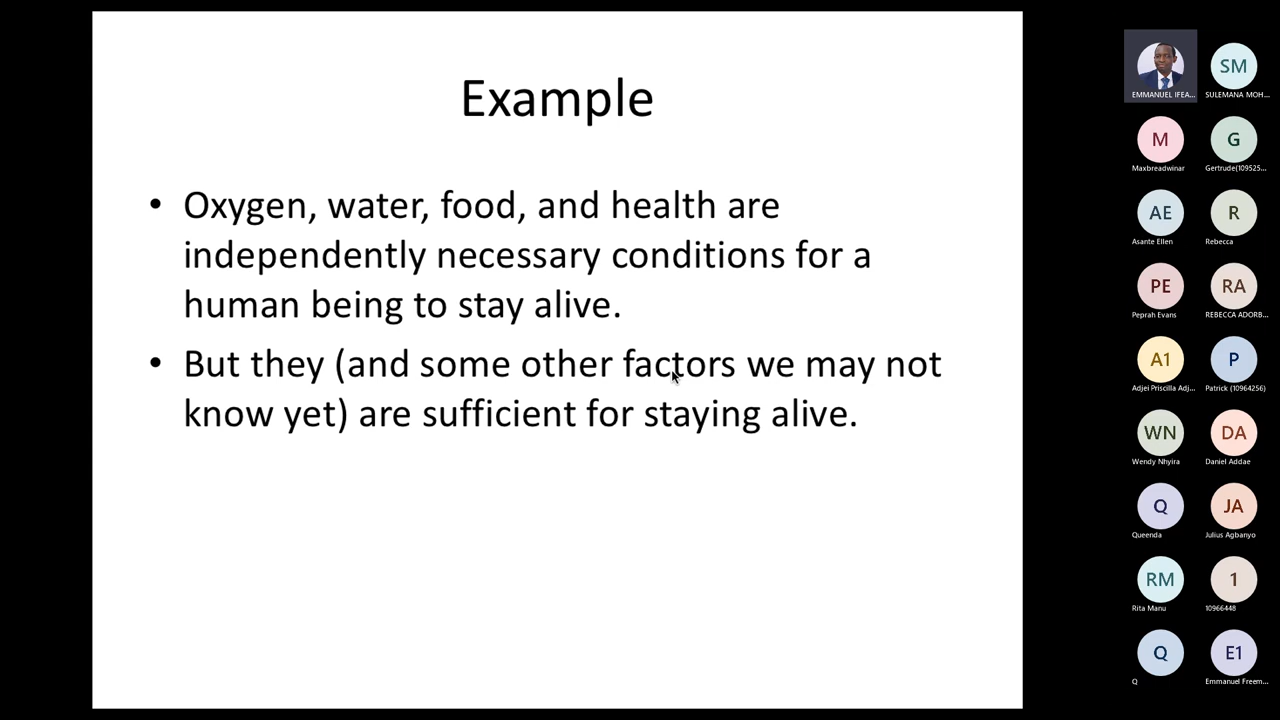 Example
• Oxygen, water, food, and health are
independently necessary conditions for a
human being to stay alive.
• But they (and some other factors we may not
know yet) are sufficient for staying alive.
EMMANUEL IFEA...
SM
SULEMANA MOH...
M
Maxbreadwinar
G
Gertrude(109525...
AE
Asante Ellen
R
Rebecca
PE
Peprah Evans
RA
REBECCA ADORB...
A1
Adjei Priscilla Adj...
P
Patrick (10964256)
WN
Wendy Nhyira
DA
Daniel Addae
Q
Queenda
JA
Julius Agbanyo
RM
Rita Manu
1
10966448
Q
Q
E1
Emmanuel Freem...